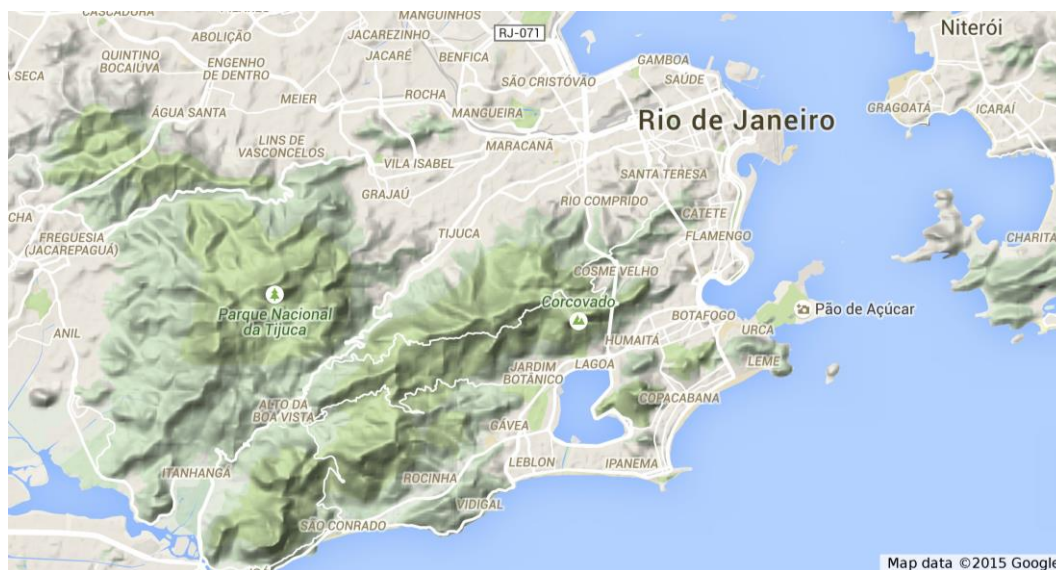 CASCADURA
MANGUINHOS
JACAREZINHO
RJ-071
Niterói
ABOLIÇÃO
QUINTINO
BOCAIÚVA
JACARÉ
BENFICA
GAMBOA
A SECA
ENGENHO
DE DENTRO
SÃO CRISTÓVÃO
SAÚDE
MEIER
ROCHA
GRAGOATÁ
ICARAÍ
ÁGUA SANTA
MANGUEIRA
Rio de Janeiro
LINS DE
VASCONCELOS
MARACANÃ
VILA ISABEL
SANTA TERESA
GRAJAÚ
RIO COMPRIDO
CHA
CATETE
FREGUESIA
(JACAREPAGUÁ)
TIJUCA
FLAMENGO
CHARITA
COSME VELHO
Parque Nacional
da Tijuca
Corcovado
Pão de Açúcar
ANIL
BOTAFOGO
URCA
HUMAITÁ
LEME
LAGOA
JARDIM
BOTÂNICO
COPACABANA
ALTO DA
BOA VISTA
GÁVEA
ITANHANGÁ
LEBLON
IPANEMA
ROCINHA
VIDIGAL
SÃO CONRADO
Map data ©2015 Google